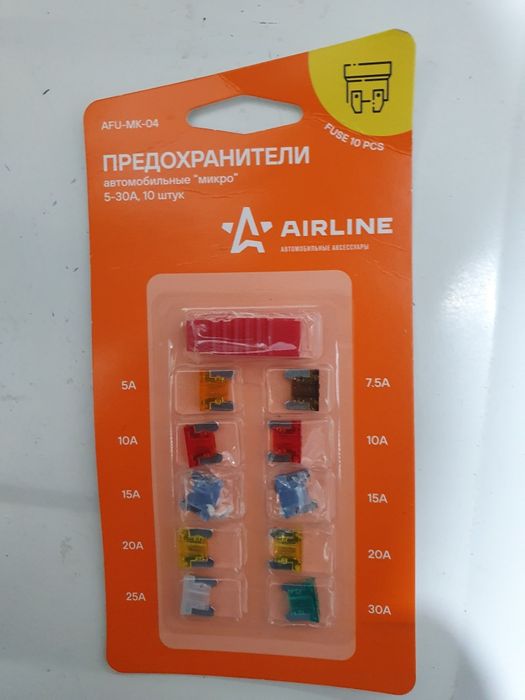 AFU-MK-04
FUSE 10 PCS
ПРЕДОХРАНИТЕЛИ
автомобильные "микро"
5-30А, 10 штук
AIRLINE
АВТОМОБИЛЬНЫЕ АКСЕССУАРЫ
5A 7.5A
10A 10A
15A 15A
20A 20A
25A 30A